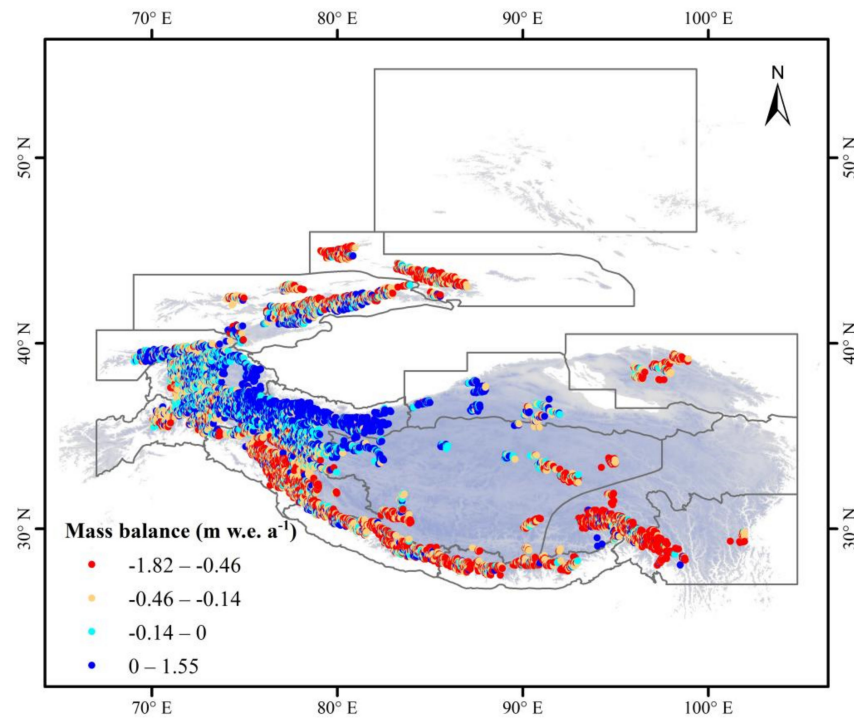 70° E 80° E 90° E 100° E
N
50° N 50° N
40° N 40° N
30° N 30° N
Mass balance (m w.e. a⁻¹)
-1.82 – -0.46
-0.46 – -0.14
-0.14 – 0
0 – 1.55
70° E 80° E 90° E 100° E